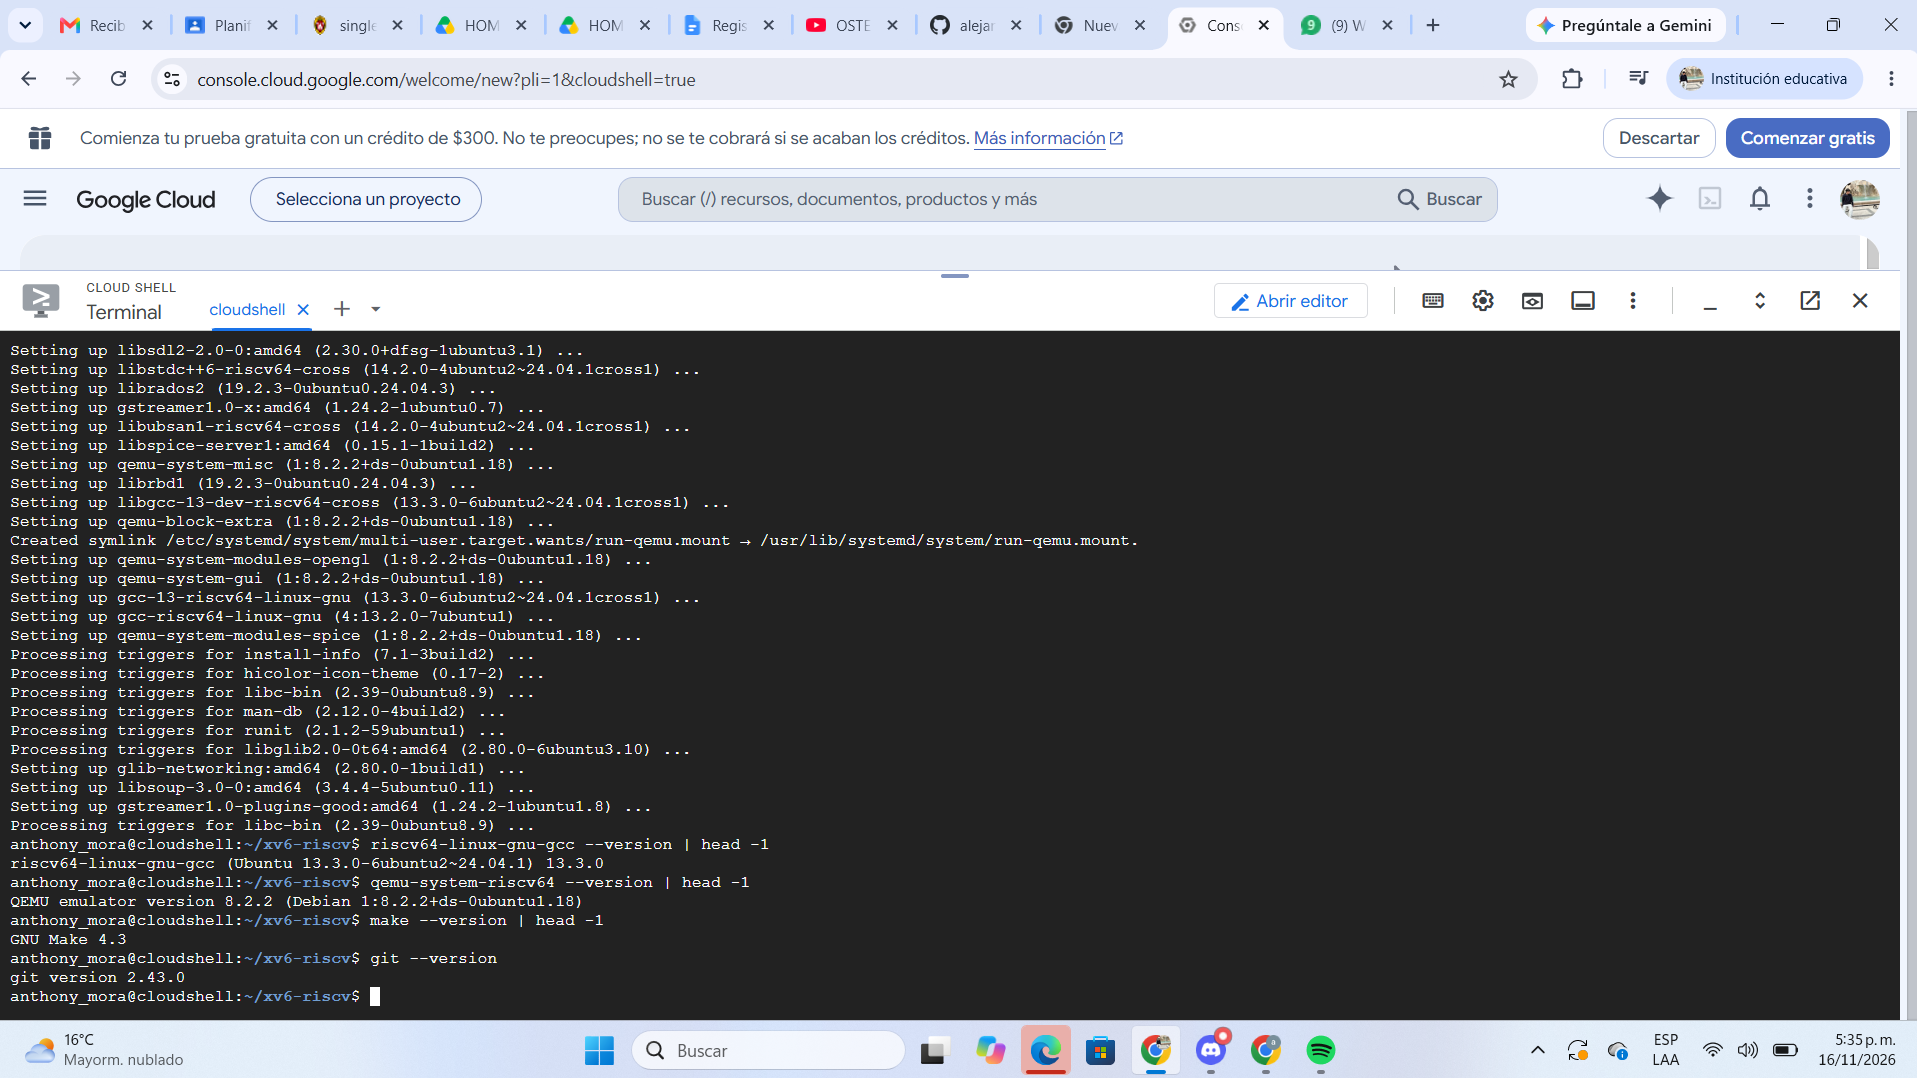 Recib
Planif
single
HOM
HOM
Regis
OSTE
alejar
Nuev
Cons
(9) W
Pregúntale a Gemini
console.cloud.google.com/welcome/new?pli=1&cloudshell=true
Institución educativa
Comienza tu prueba gratuita con un crédito de $300. No te preocupes; no se te cobrará si se acaban los créditos. Más información
Descartar
Comenzar gratis
Google Cloud
Selecciona un proyecto
Buscar (/) recursos, documentos, productos y más
Buscar
CLOUD SHELL
Terminal
cloudshell
Abrir editor
Setting up libsdl2-2.0-0:amd64 (2.30.0+dfsg-1ubuntu3.1) ...
Setting up libstdc++6-riscv64-cross (14.2.0-4ubuntu2~24.04.1cross1) ...
Setting up librados2 (19.2.3-0ubuntu0.24.04.3) ...
Setting up gstreamer1.0-x:amd64 (1.24.2-1ubuntu0.7) ...
Setting up libubsan1-riscv64-cross (14.2.0-4ubuntu2~24.04.1cross1) ...
Setting up libspice-server1:amd64 (0.15.1-1build2) ...
Setting up qemu-system-misc (1:8.2.2+ds-0ubuntu1.18) ...
Setting up librbd1 (19.2.3-0ubuntu0.24.04.3) ...
Setting up libgcc-13-dev-riscv64-cross (13.3.0-6ubuntu2~24.04.1cross1) ...
Setting up qemu-block-extra (1:8.2.2+ds-0ubuntu1.18) ...
Created symlink /etc/systemd/system/multi-user.target.wants/run-qemu.mount → /usr/lib/systemd/system/run-qemu.mount.
Setting up qemu-system-modules-opengl (1:8.2.2+ds-0ubuntu1.18) ...
Setting up qemu-system-gui (1:8.2.2+ds-0ubuntu1.18) ...
Setting up gcc-13-riscv64-linux-gnu (13.3.0-6ubuntu2~24.04.1cross1) ...
Setting up gcc-riscv64-linux-gnu (4:13.2.0-7ubuntu1) ...
Setting up qemu-system-modules-spice (1:8.2.2+ds-0ubuntu1.18) ...
Processing triggers for install-info (7.1-3build2) ...
Processing triggers for hicolor-icon-theme (0.17-2) ...
Processing triggers for libc-bin (2.39-0ubuntu8.9) ...
Processing triggers for man-db (2.12.0-4build2) ...
Processing triggers for runit (2.1.2-59ubuntu1) ...
Processing triggers for libglib2.0-0t64:amd64 (2.80.0-6ubuntu3.10) ...
Setting up glib-networking:amd64 (2.80.0-1build1) ...
Setting up libsoup-3.0-0:amd64 (3.4.4-5ubuntu0.11) ...
Setting up gstreamer1.0-plugins-good:amd64 (1.24.2-1ubuntu1.8) ...
Processing triggers for libc-bin (2.39-0ubuntu8.9) ...
anthony_mora@cloudshell:~/xv6-riscv$ riscv64-linux-gnu-gcc --version | head -1
riscv64-linux-gnu-gcc (Ubuntu 13.3.0-6ubuntu2~24.04.1) 13.3.0
anthony_mora@cloudshell:~/xv6-riscv$ qemu-system-riscv64 --version | head -1
QEMU emulator version 8.2.2 (Debian 1:8.2.2+ds-0ubuntu1.18)
anthony_mora@cloudshell:~/xv6-riscv$ make --version | head -1
GNU Make 4.3
anthony_mora@cloudshell:~/xv6-riscv$ git --version
git version 2.43.0
anthony_mora@cloudshell:~/xv6-riscv$
16°C
Mayorm. nublado
Buscar
ESP
LAA
5:35 p. m.
16/11/2026